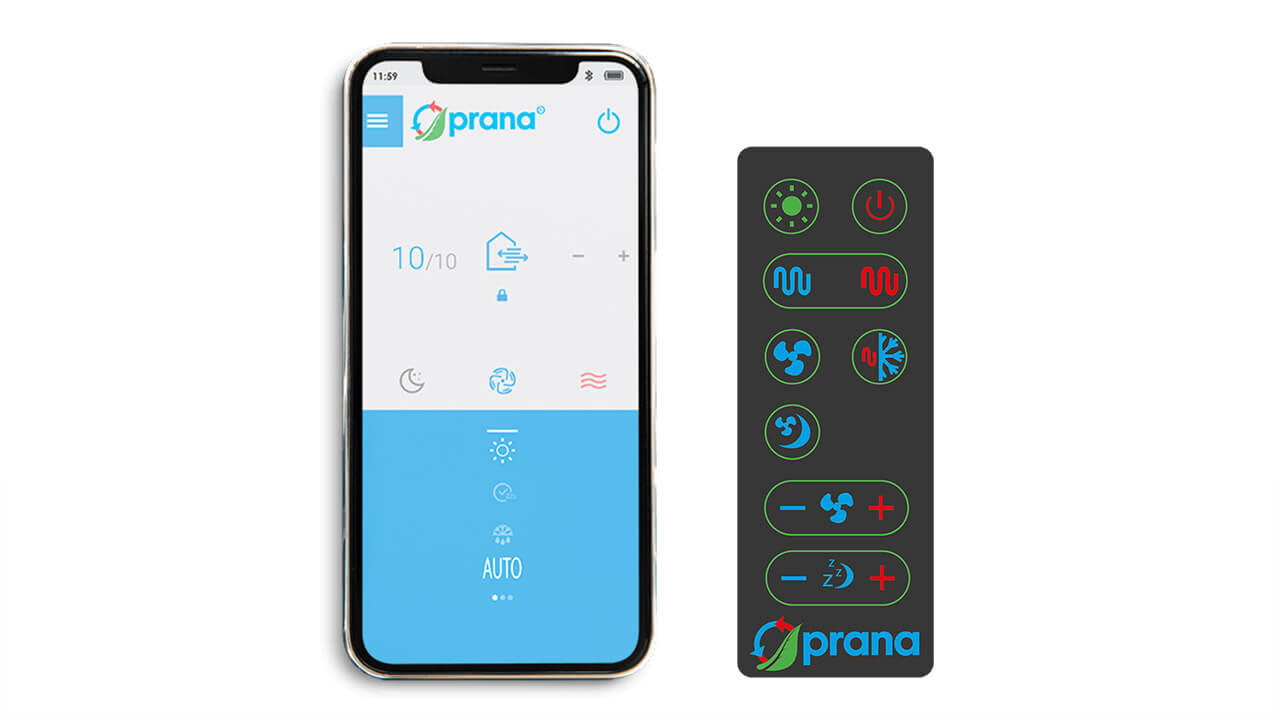 11:59
prana
10/10
− +
AUTO
− +
z z z
− +
prana